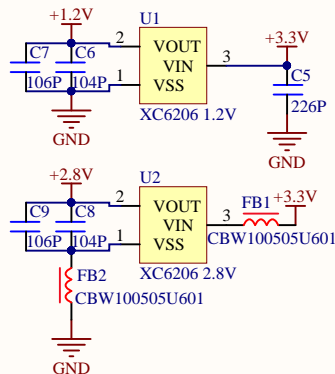 +1.2V
U1
+3.3V
C7
C6
2
VOUT
VIN
3
C5
106P
104P
1
VSS
226P
XC6206 1.2V
GND
GND
+2.8V
U2
C9
C8
2
VOUT
VIN
3
FB1
+3.3V
106P
104P
1
VSS
CBW100505U601
FB2
XC6206 2.8V
CBW100505U601
GND